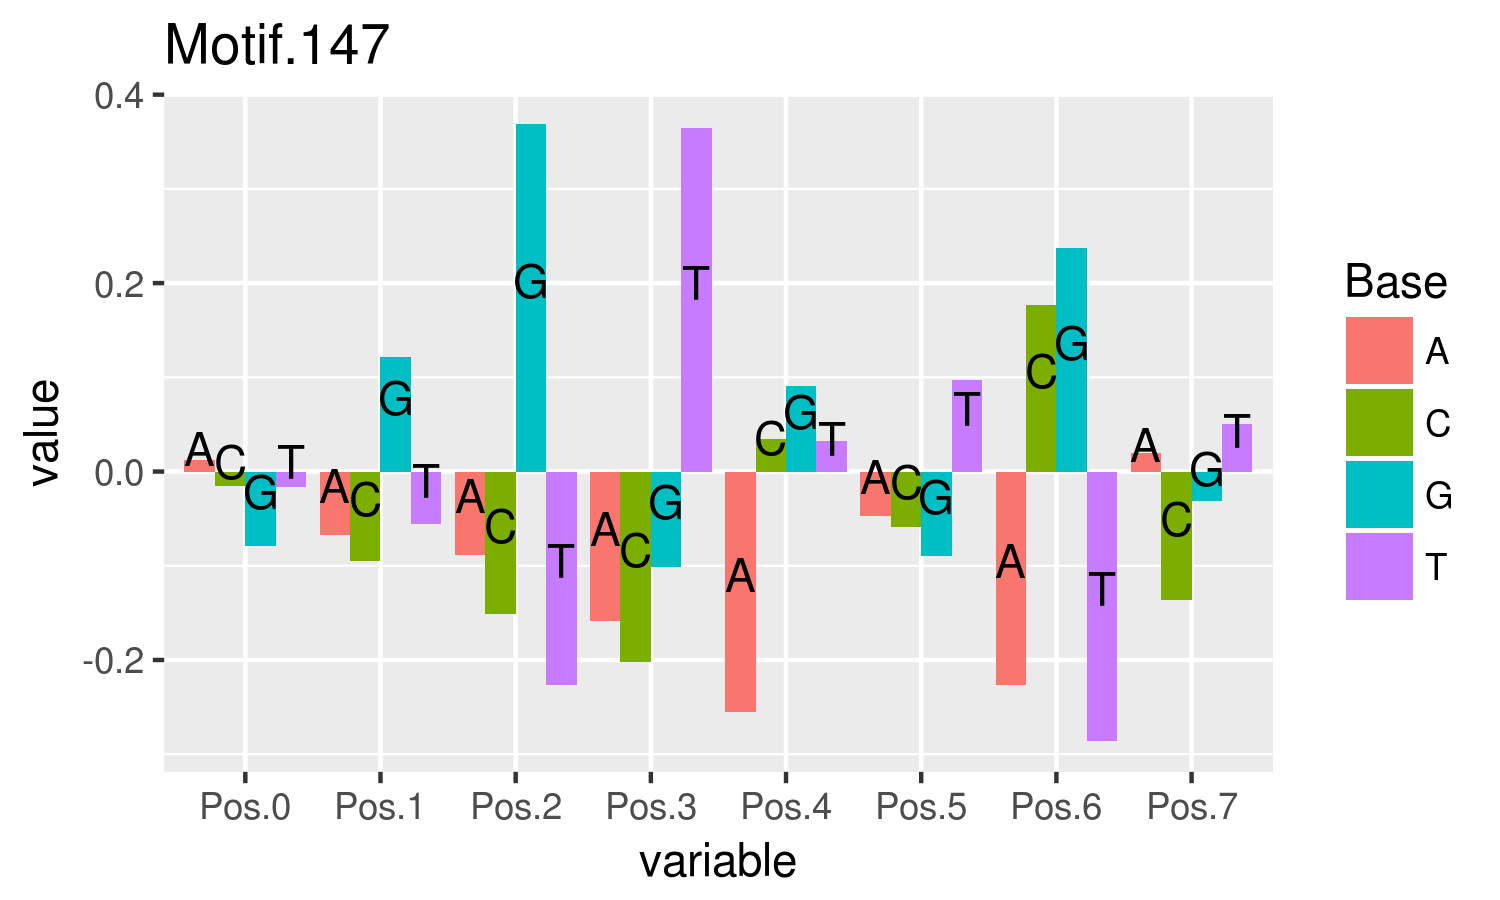 Motif.147
0.4
0.2
0.0
-0.2
value
A C G T
A C G T
A C G T
A C G T
A C G T
A C G T
A C G T
A C G T
Pos.0 Pos.1 Pos.2 Pos.3 Pos.4 Pos.5 Pos.6 Pos.7
variable
Base
A
C
G
T